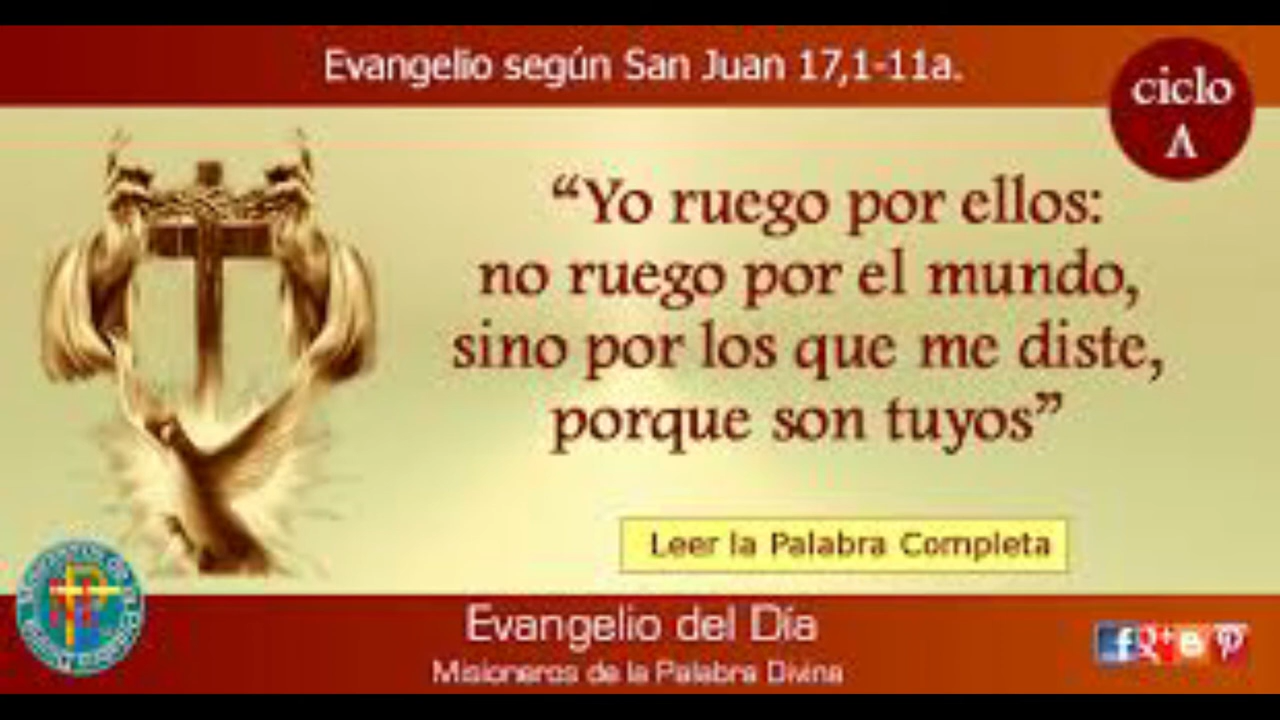 Evangelio según San Juan 17,1-11a.
ciclo
A
“Yo ruego por ellos:
no ruego por el mundo,
sino por los que me diste,
porque son tuyos”
Leer la Palabra Completa
Evangelio del Día
Misioneros de la Palabra Divina